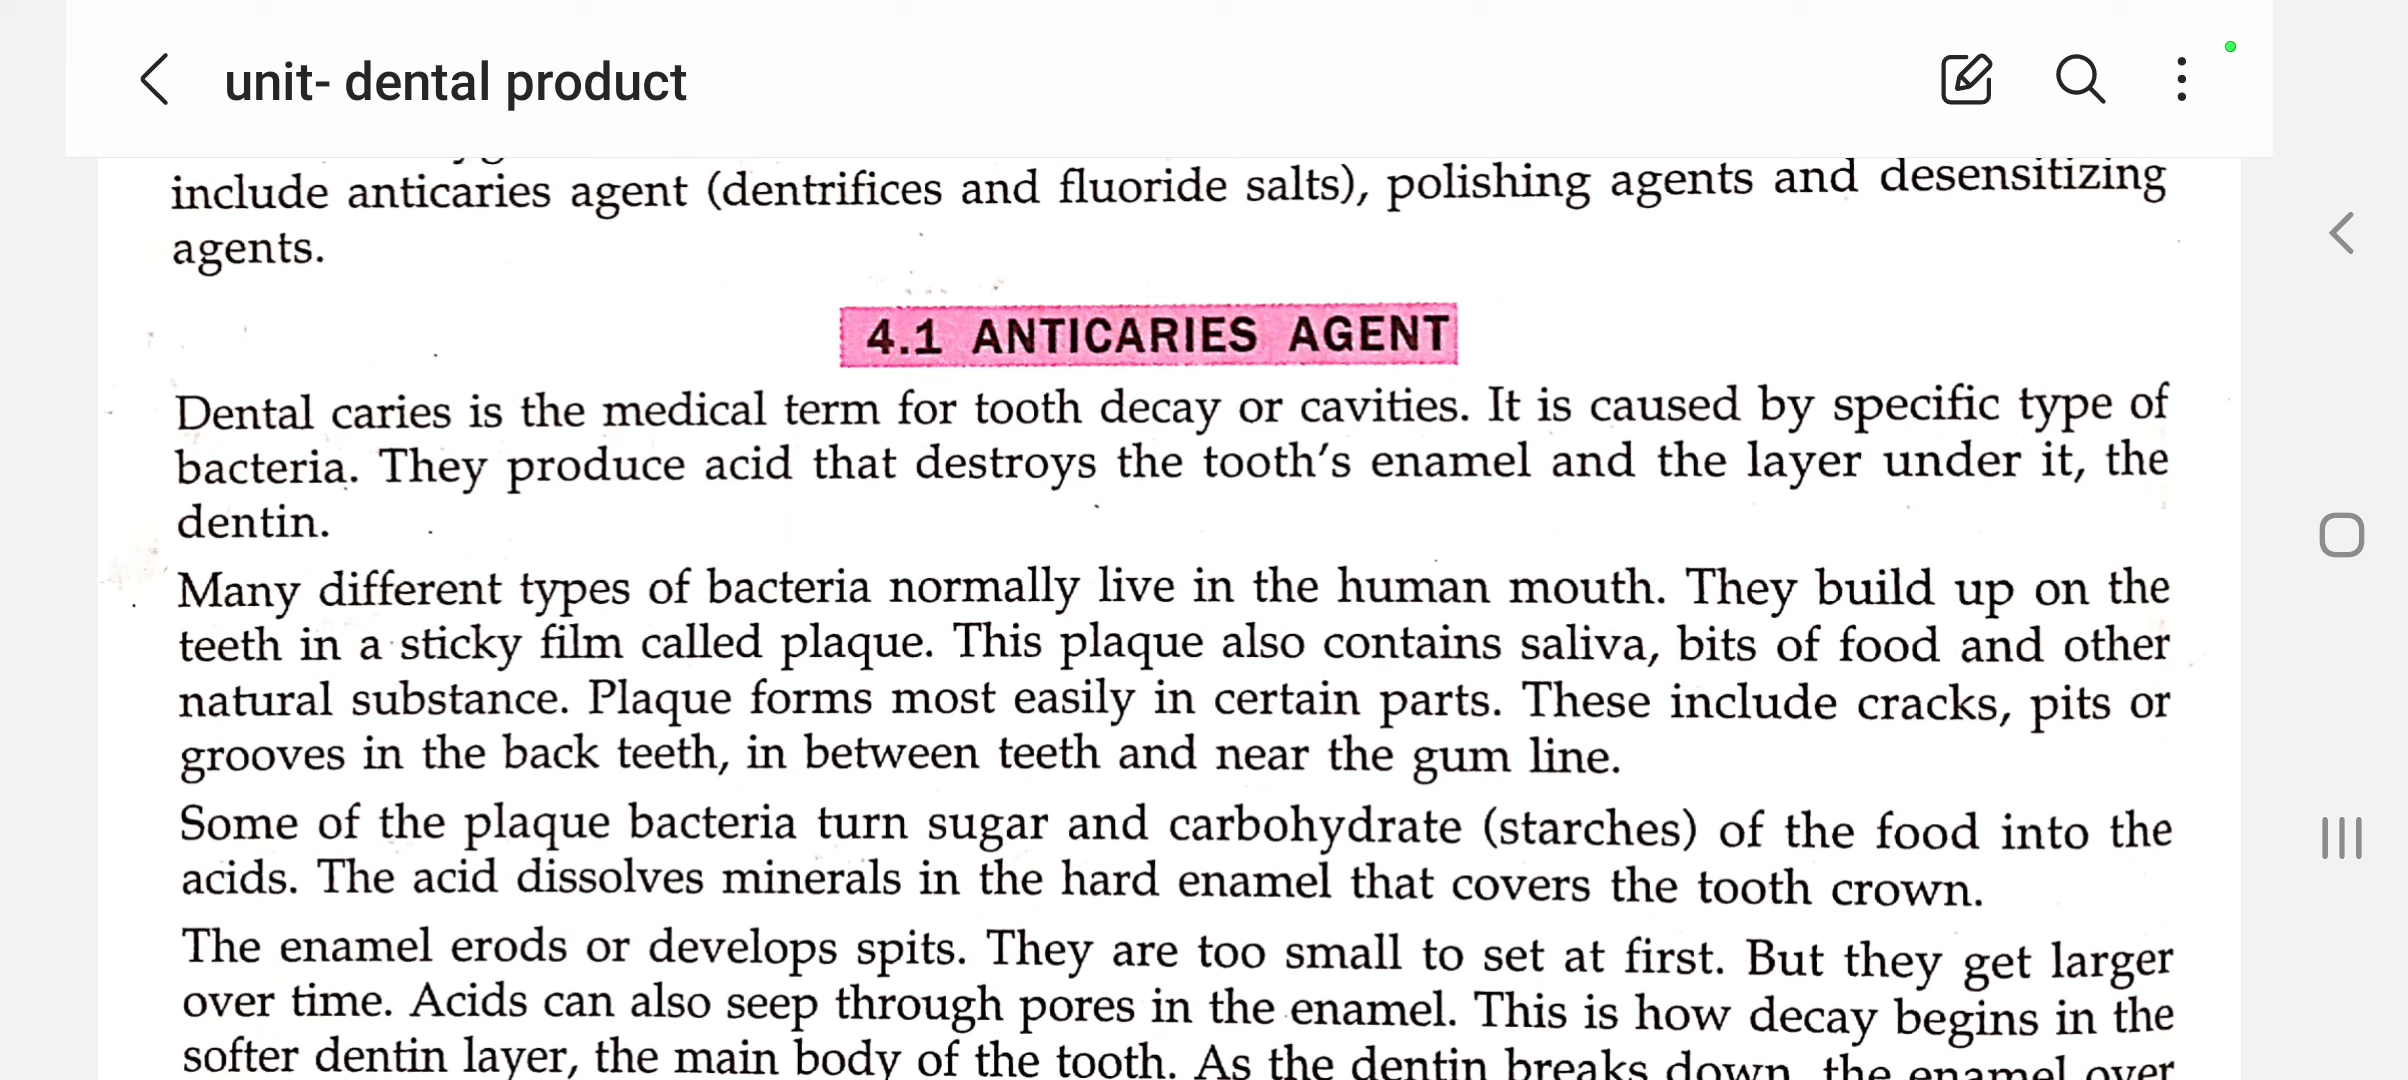 unit- dental product
include anticaries agent (dentrifices and fluoride salts), polishing agents and desensitizing
agents.
4.1 ANTICARIES AGENT
Dental caries is the medical term for tooth decay or cavities. It is caused by specific type of
bacteria. They produce acid that destroys the tooth's enamel and the layer under it, the
dentin.
Many different types of bacteria normally live in the human mouth. They build up on the
teeth in a sticky film called plaque. This plaque also contains saliva, bits of food and other
natural substance. Plaque forms most easily in certain parts. These include cracks, pits or
grooves in the back teeth, in between teeth and near the gum line.
Some of the plaque bacteria turn sugar and carbohydrate (starches) of the food into the
acids. The acid dissolves minerals in the hard enamel that covers the tooth crown.
The enamel erods or develops spits. They are too small to set at first. But they get larger
over time. Acids can also seep through pores in the enamel. This is how decay begins in the
softer dentin layer, the main body of the tooth. As the dentin breaks down, the enamel over